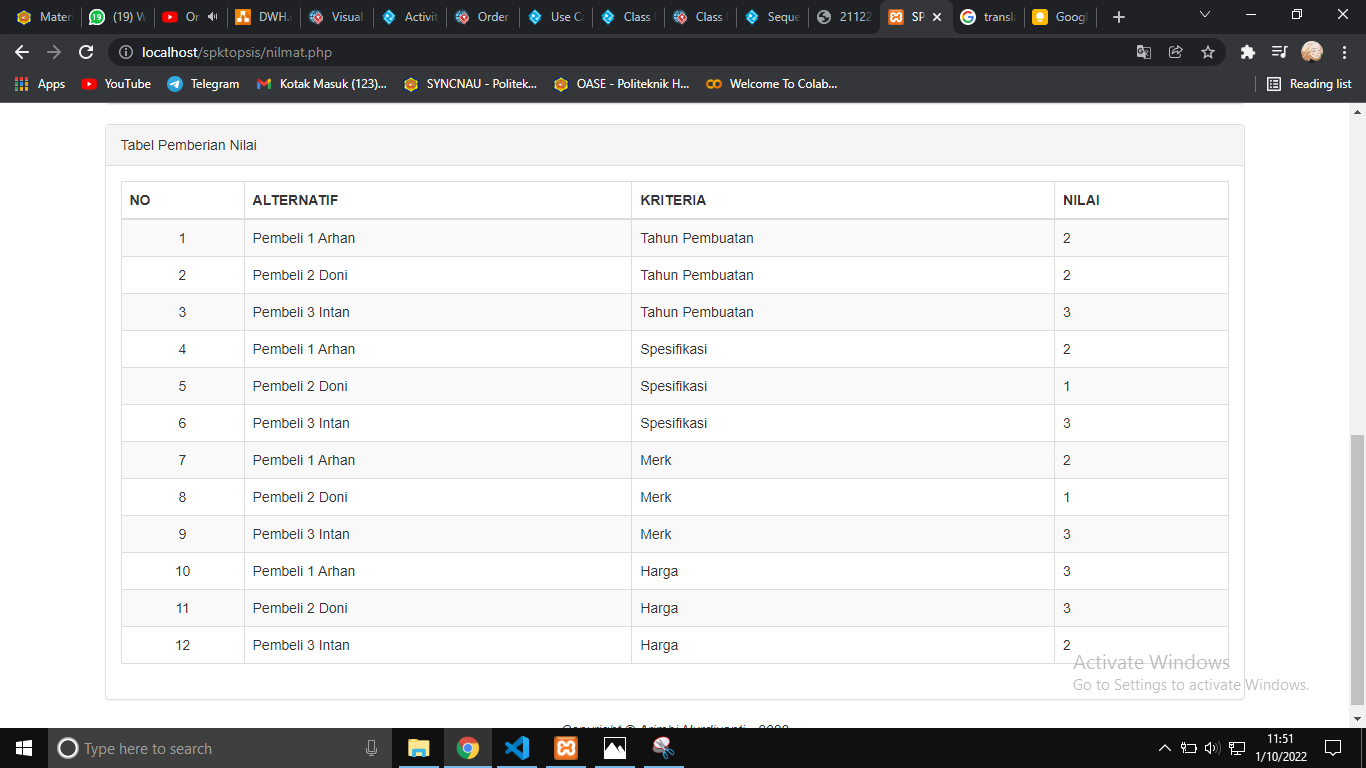 Mater
(19) W
Or
DWH.
Visual
Activit
Order
Use Ca
Class
Class
Seque
21122
SP
transla
Googl
localhost/spktopsis/nilmat.php
Apps
YouTube
Telegram
Kotak Masuk (123)...
SYNCNAU - Politek...
OASE - Politeknik H...
Welcome To Colab...
Reading list
Tabel Pemberian Nilai
NO ALTERNATIF KRITERIA NILAI
1 Pembeli 1 Arhan Tahun Pembuatan 2
2 Pembeli 2 Doni Tahun Pembuatan 2
3 Pembeli 3 Intan Tahun Pembuatan 3
4 Pembeli 1 Arhan Spesifikasi 2
5 Pembeli 2 Doni Spesifikasi 1
6 Pembeli 3 Intan Spesifikasi 3
7 Pembeli 1 Arhan Merk 2
8 Pembeli 2 Doni Merk 1
9 Pembeli 3 Intan Merk 3
10 Pembeli 1 Arhan Harga 3
11 Pembeli 2 Doni Harga 3
12 Pembeli 3 Intan Harga 2
Activate Windows
Go to Settings to activate Windows.
Copyright ©
Type here to search
11:51
1/10/2022